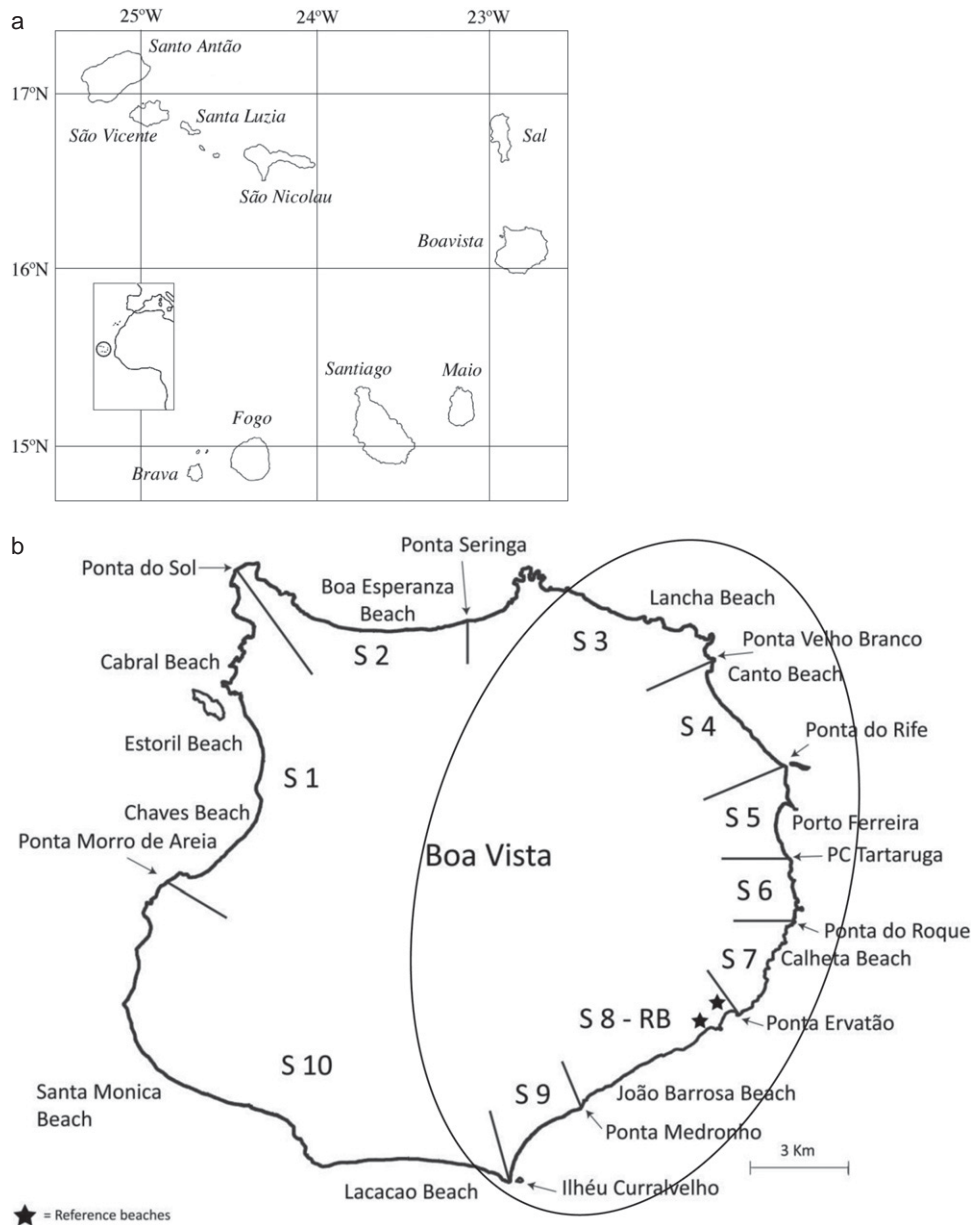 a
25ºW
24ºW
23ºW
Santo Antão
17ºN
Santa Luzia
São Vicente
Sal
São Nicolau
Boavista
16ºN
Santiago
Maio
Fogo
15ºN
Brava
b
Ponta Seringa
Ponta do Sol
Boa Esperanza
Beach
Lancha Beach
S 2
S 3
Ponta Velho Branco
Cabral Beach
Canto Beach
S 4
Ponta do Rife
Estoril Beach
S 1
Chaves Beach
S 5
Porto Ferreira
Ponta Morro de Areia
Boa Vista
PC Tartaruga
S 6
Ponta do Roque
S 7
Calheta Beach
S 8 - RB
Ponta Ervatão
S 10
Santa Monica
Beach
S 9
João Barrosa Beach
Ponta Medronho
3 Km
Lacacao Beach
Ilhéu Curralvelho
★ = Reference beaches